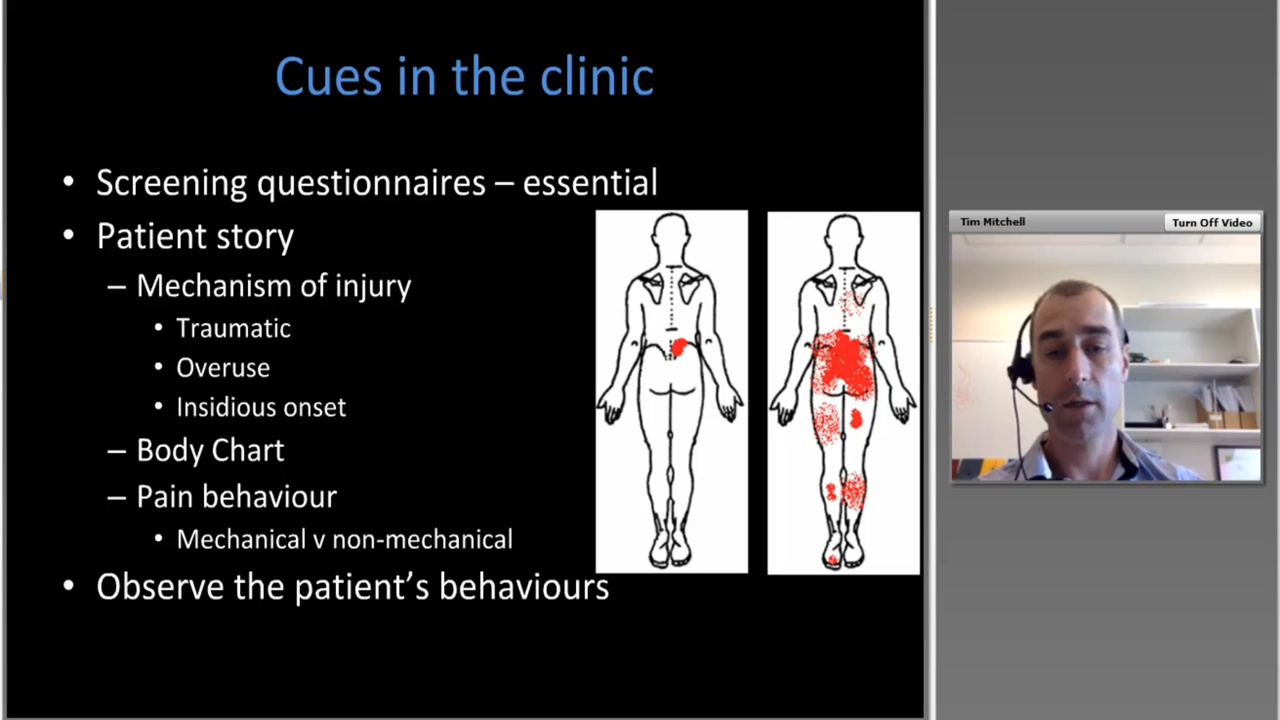 Cues in the clinic
• Screening questionnaires – essential
• Patient story
– Mechanism of injury
• Traumatic
• Overuse
• Insidious onset
– Body Chart
– Pain behaviour
• Mechanical v non-mechanical
• Observe the patient's behaviours
Tim Mitchell
Turn Off Video